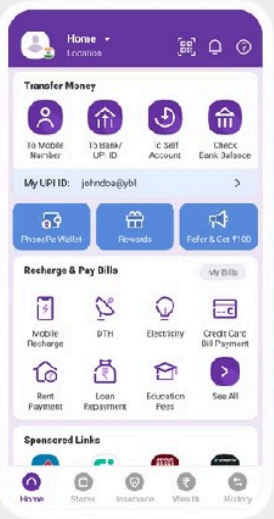 Home
Location
Transfer Money
To Mobile Number
To Bank/ UPI ID
To Self Account
Check Bank Balance
My UPI ID: johndoe@ybl
PhonePe Wallet
Rewards
Refer & Get ₹100
Recharge & Pay Bills
My Bills
Mobile Recharge
DTH
Electricity
Credit Card Bill Payment
Rent Payment
Loan Repayment
Education Fees
See All
Sponsored Links
Home
Stores
Insurance
Wealth
History